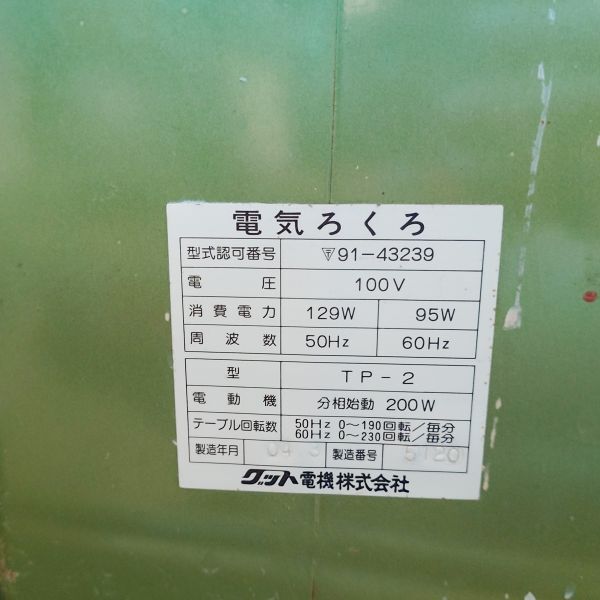 電気ろくろ
型式認可番号 〒91-43239
電圧 100V
消費電力 129W 95W
周波数 50Hz 60Hz
型 TP-2
電動機 分相始動 200W
テーブル回転数 50Hz 0～190回転/毎分
60Hz 0～230回転/毎分
製造年月 製造番号
グット電機株式会社